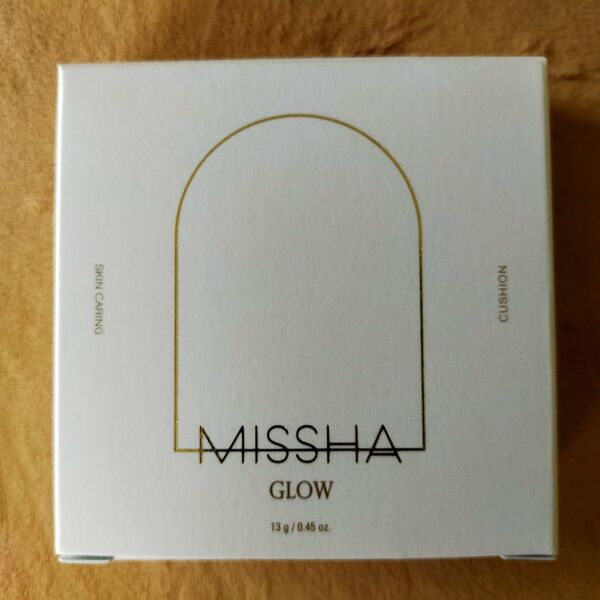 SKIN CARING
CUSHION
MISSHA
GLOW
13 g / 0.45 oz.